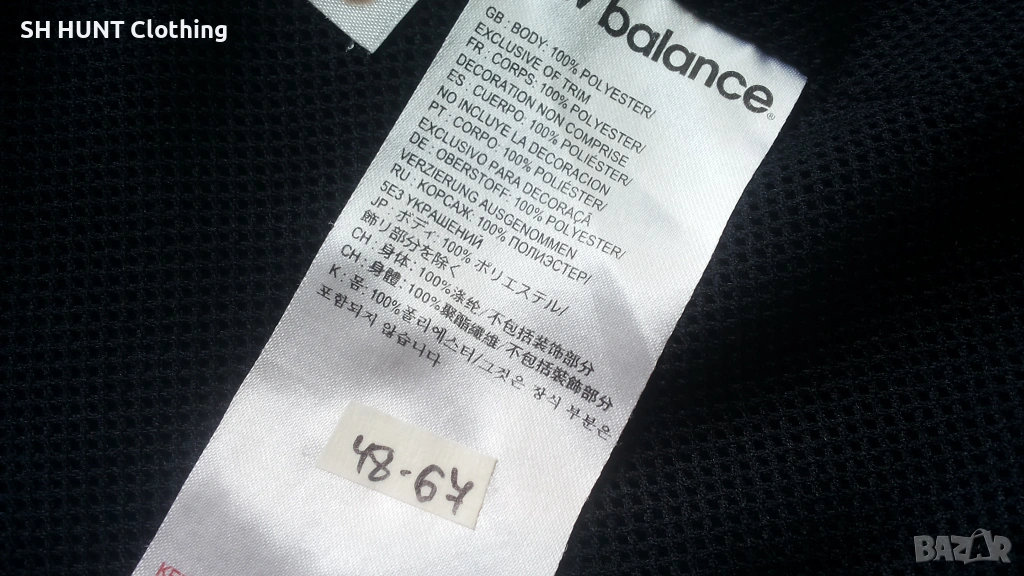 SH HUNT Clothing
balance
GB : BODY: 100% POLYESTER/
EXCLUSIVE OF TRIM
FR : CORPS: 100% POLYESTER/
DECORATION NON COMPRISE
ES : CUERPO: 100% POLIÉSTER/
NO INCLUYE LA DECORACION
PT : CORPO: 100% POLIÉSTER/
EXCLUSIVO PARA DECORAÇÃ
DE : OBERSTOFF: 100% POLYESTER/
VERZIERUNG AUSGENOMMEN
RU : КОРСАЖ: 100% ПОЛИЭСТЕР/
5E3 УКРАШЕНИЙ
JP : ボディ: 100% ポリエステル/
飾り部分を除く
CH : 身体: 100%涤纶/不包括装饰部分
CH : 身體: 100%聚酯纖維/不包括裝飾部分
K : 몸: 100%폴리에스터/그것은 장식 부분은
포함되지 않습니다
48-67
BAZAR